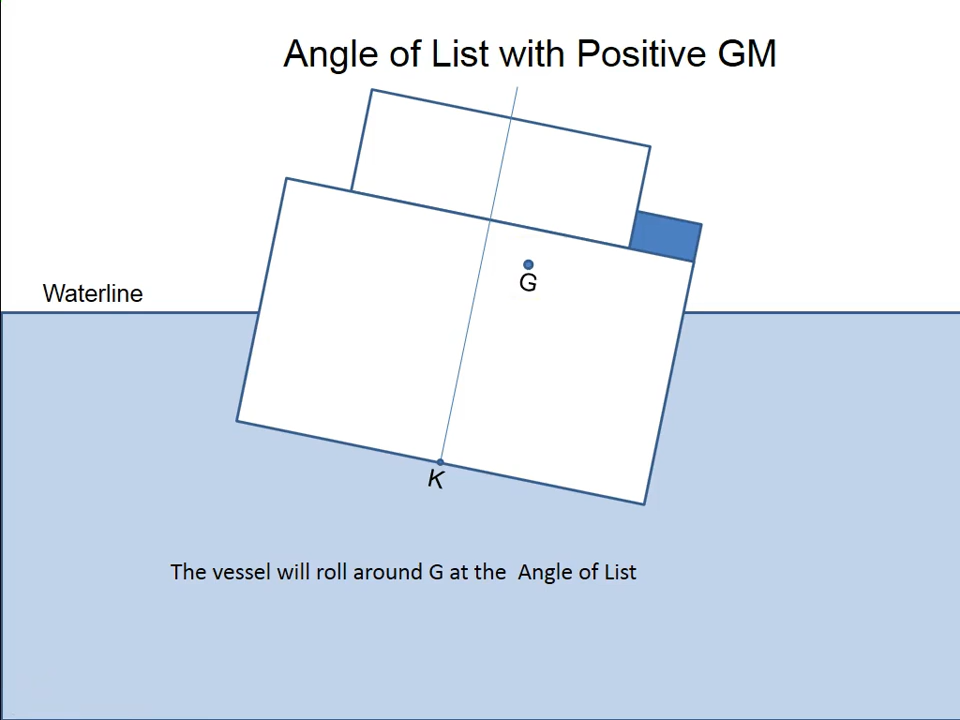 Angle of List with Positive GM
G
Waterline
K
The vessel will roll around G at the  Angle of List